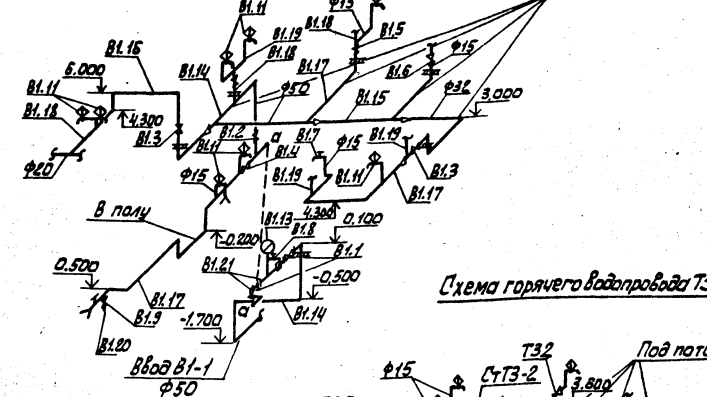 В1.11
Ф15
В1.18
В1.5
В1.19
В1.18
Ф15
В1.16
В1.17
В1.6
6.000
В1.14
Ф50
Ф32
В1.11
В1.15
3.000
В1.18
4.300
В1.3
В1.2
а
В1.7
Ф15
В1.19
В1.11
В1.4
В1.3
Ф20
Ф15
В1.19
В1.11
В1.17
В полу
В1.13
4.300
0.100
-0.200
В1.8
В1.1
0.500
В1.21
-0.500
Схема горячего водопровода Т3
В1.17
а
В1.14
В1.9
-1.700
В1.20
Т32
Под пото
Ввод В1-1
Ф15
СтТ3-2
3.800
Ф50